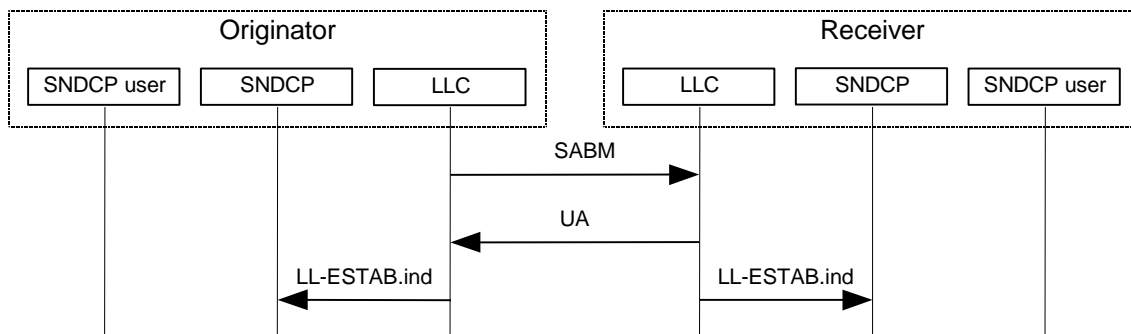 Originator
Receiver
SNDCP user
SNDCP
LLC
LLC
SNDCP
SNDCP user
SABM
UA
LL-ESTAB.ind
LL-ESTAB.ind